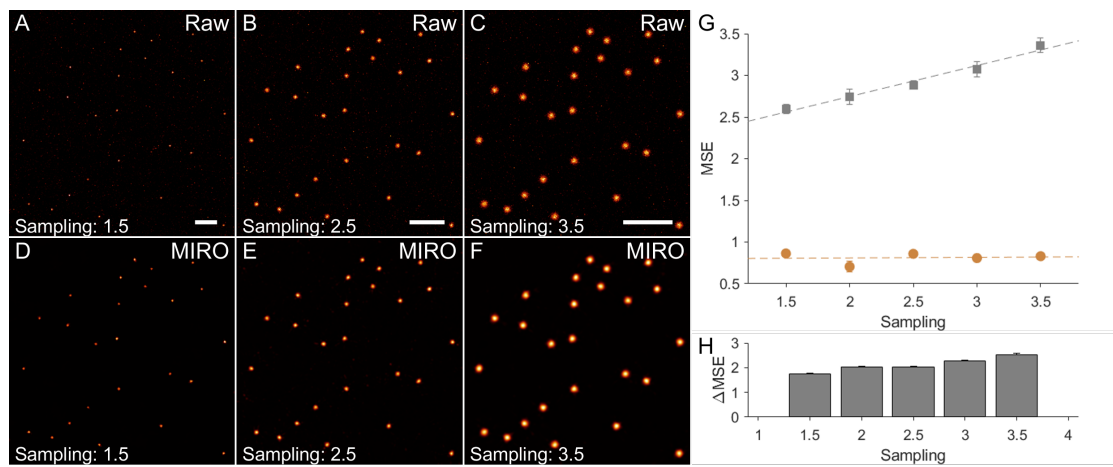 A Raw
Sampling: 1.5
B Raw
Sampling: 2.5
C Raw
Sampling: 3.5
D MIRO
Sampling: 1.5
E MIRO
Sampling: 2.5
F MIRO
Sampling: 3.5
G
3.5
3
2.5
2
1.5
1
0.5
MSE
1.5 2 2.5 3 3.5
Sampling
H
3
2
1
0
ΔMSE
1 1.5 2 2.5 3 3.5 4
Sampling